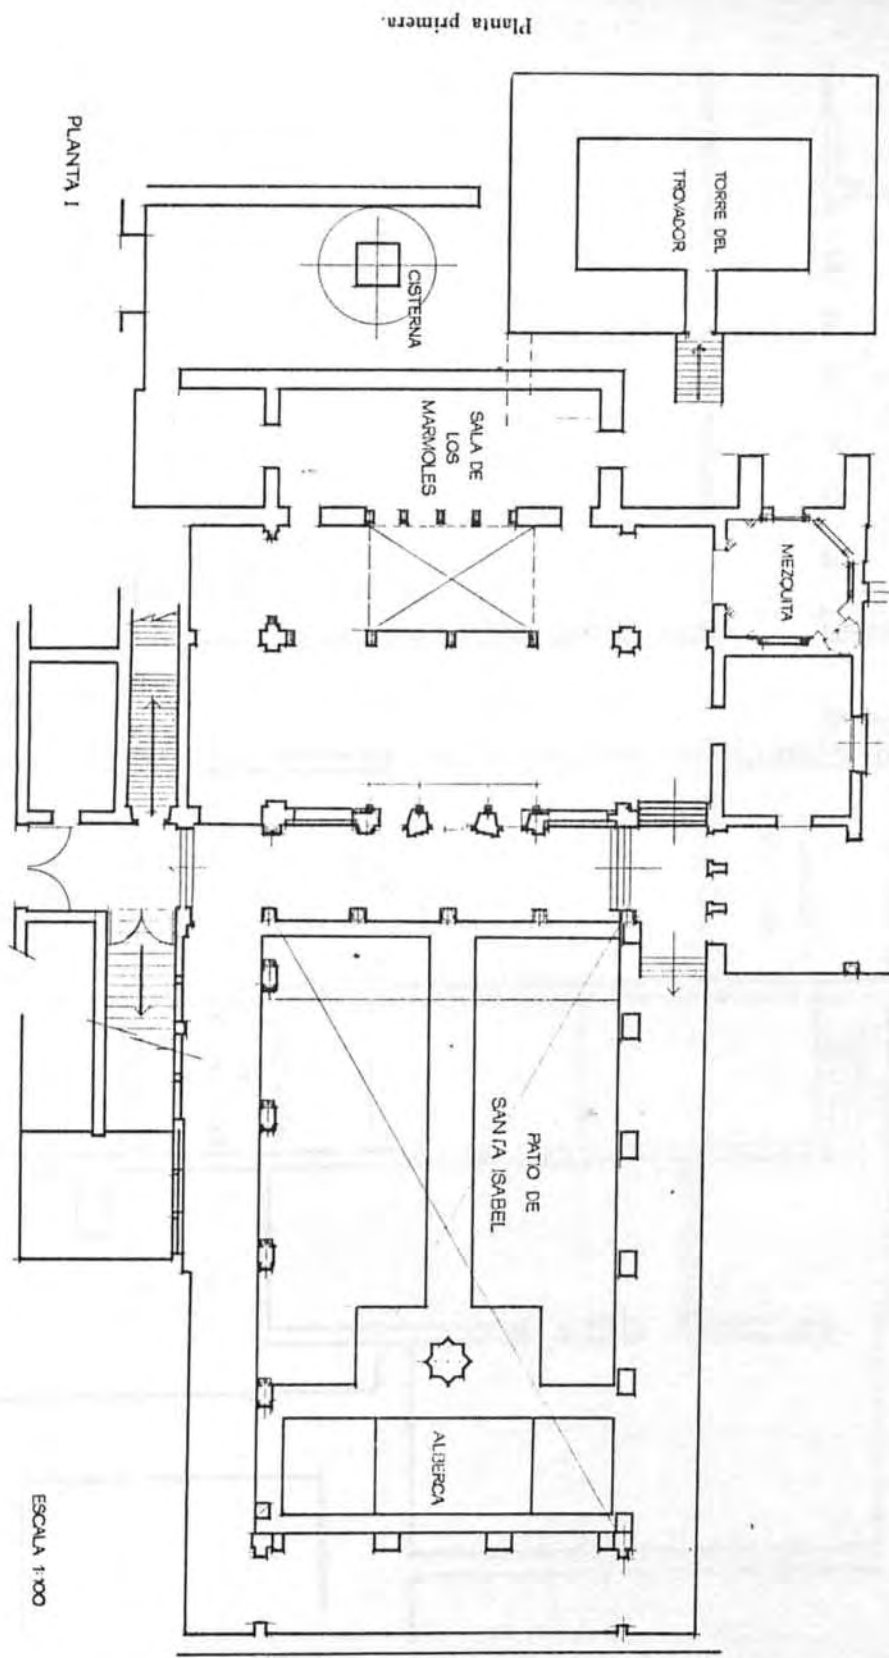 Planta primera.
PLANTA I
TORRE DEL
TROVADOR
CISTERNA
SALA DE
LOS
MARMOLES
MEZQUITA
PATIO DE
SANTA ISABEL
ALBERCA
ESCALA 1:100